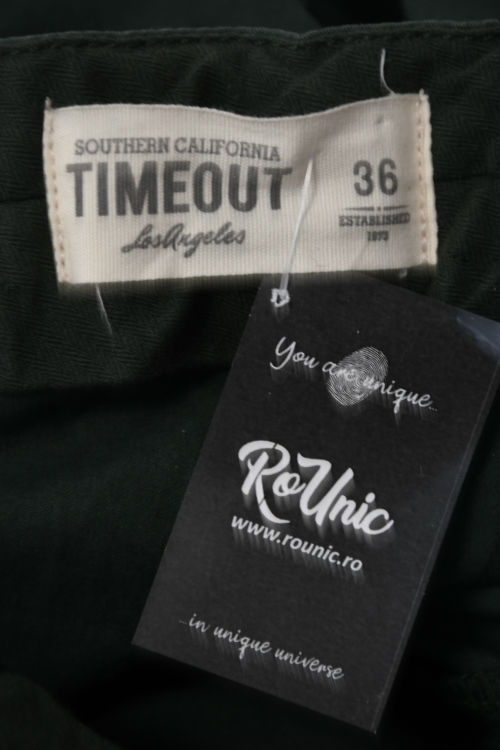 SOUTHERN CALIFORNIA
TIMEOUT
LosAngeles
36
ESTABLISHED
1973
You are unique...
RoUnic
www.rounic.ro
...in unique universe